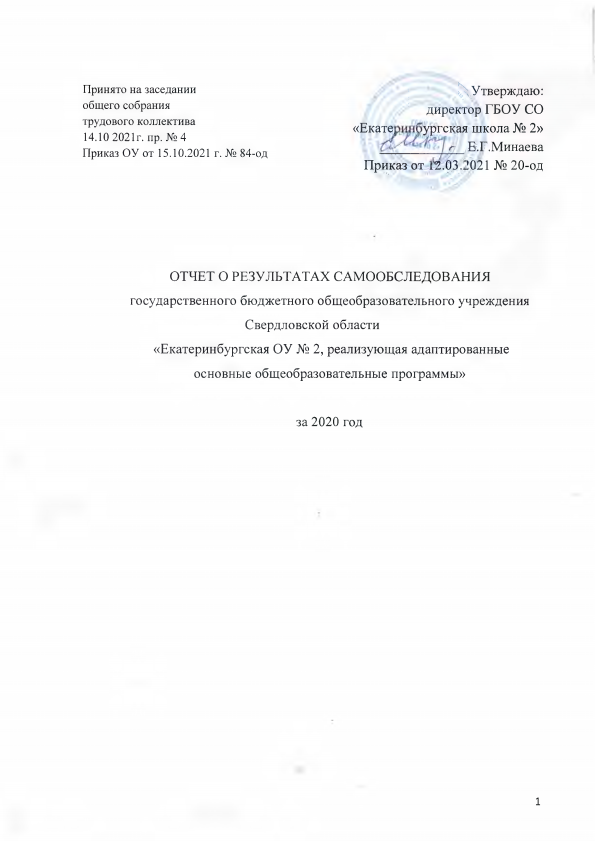 Принято на заседании
общего собрания
трудового коллектива
14.10 2021г. пр. № 4
Приказ ОУ от 15.10.2021 г. № 84-од
Утверждаю:
директор ГБОУ СО
«Екатеринбургская школа № 2»
Е.Г.Минаева
Приказ от 12.03.2021 № 20-од
ОТЧЕТ О РЕЗУЛЬТАТАХ САМООБСЛЕДОВАНИЯ
государственного бюджетного общеобразовательного учреждения
Свердловской области
«Екатеринбургская ОУ № 2, реализующая адаптированные
основные общеобразовательные программы»
за 2020 год
1